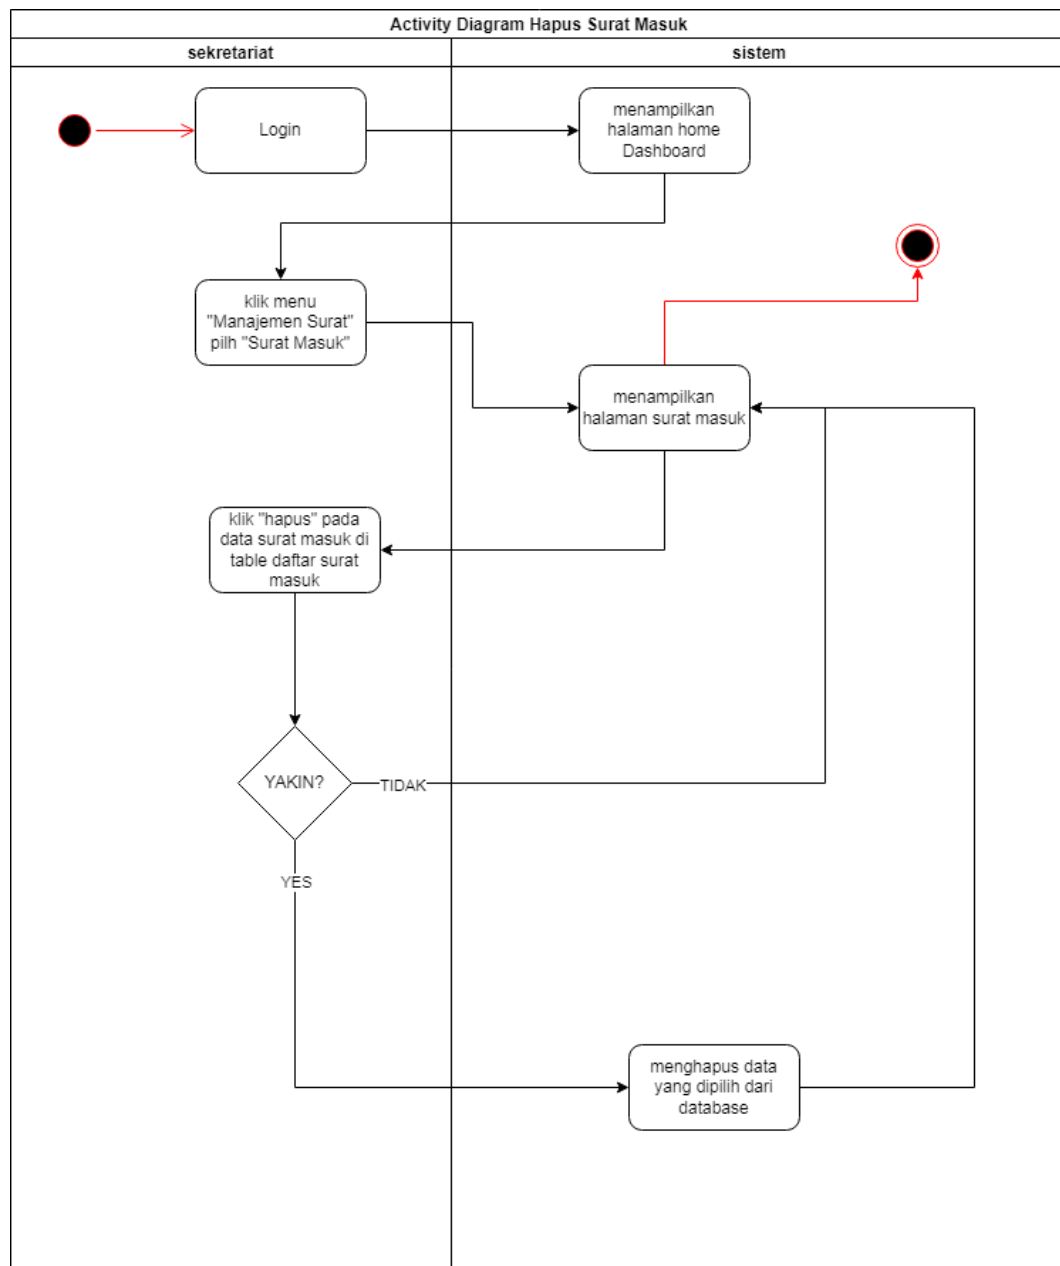 Activity Diagram Hapus Surat Masuk
sekretariat
sistem
Login
menampilkan
halaman home
Dashboard
klik menu
"Manajemen Surat"
pilh "Surat Masuk"
menampilkan
halaman surat masuk
klik "hapus" pada
data surat masuk di
table daftar surat
masuk
YAKIN?
TIDAK
YES
menghapus data
yang dipilih dari
database